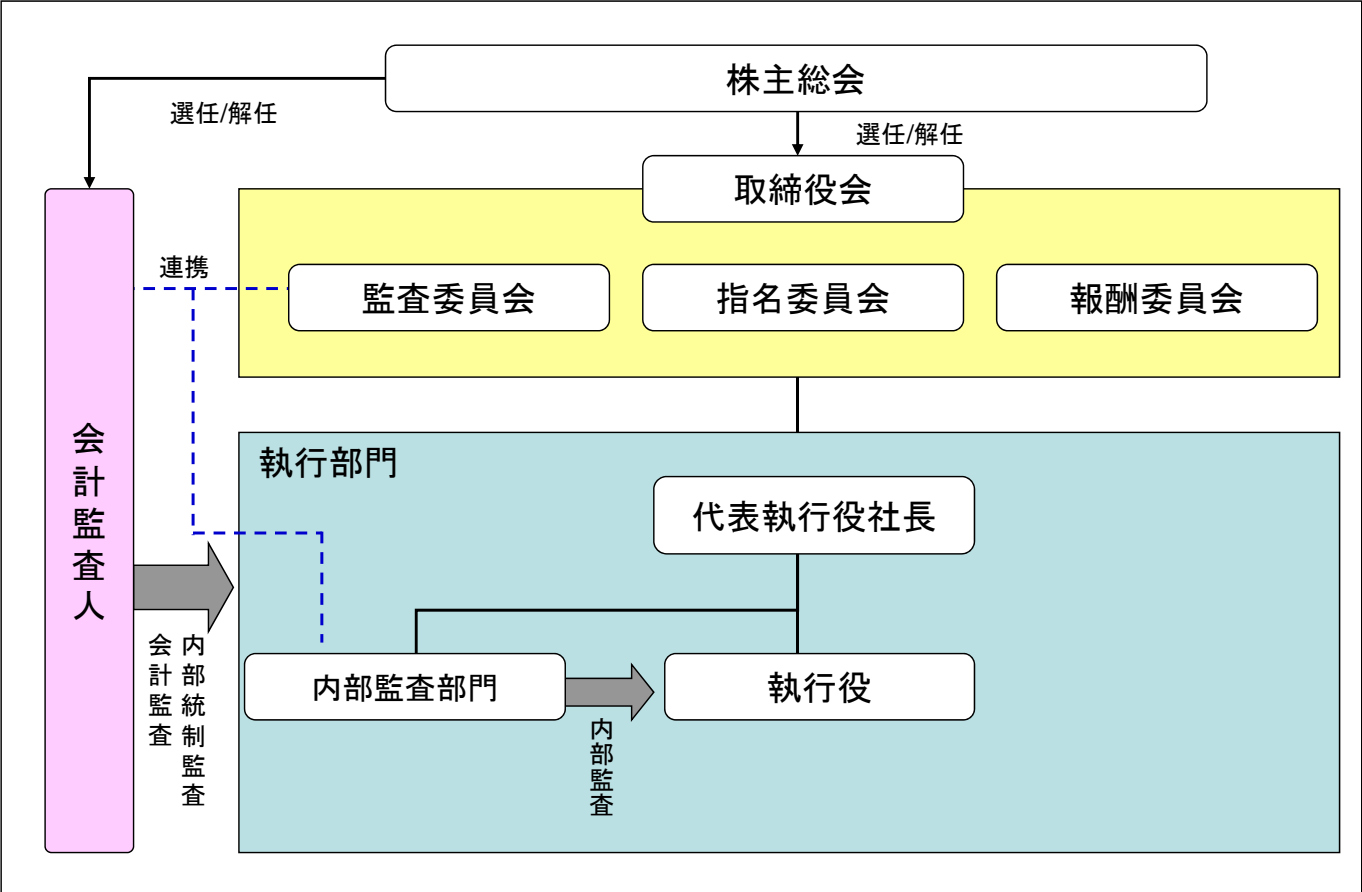 株主総会
選任/解任
選任/解任
取締役会
連携
監査委員会
指名委員会
報酬委員会
会計監査人
執行部門
代表執行役社長
内部統制監査
会計監査
内部監査部門
執行役
内部監査